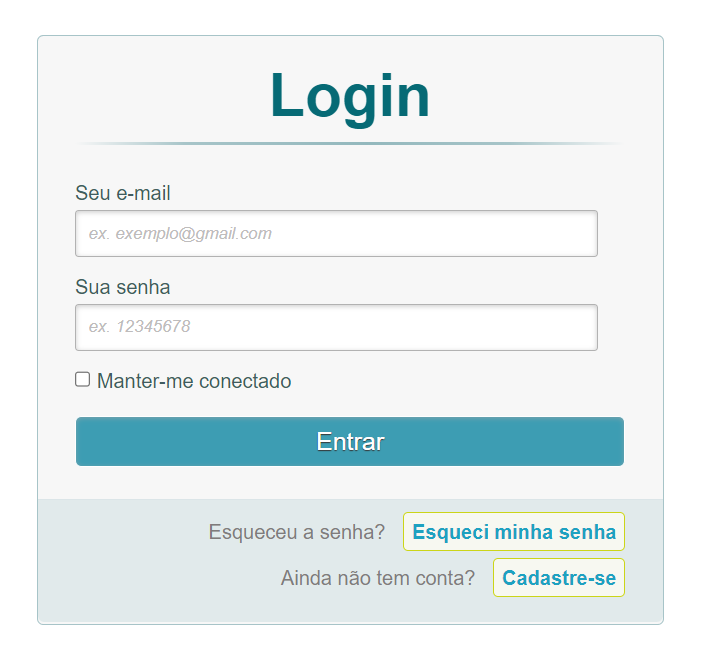 Login
Seu e-mail
ex. exemplo@gmail.com
Sua senha
ex. 12345678
Manter-me conectado
Entrar
Esqueceu a senha? Esqueci minha senha
Ainda não tem conta? Cadastre-se